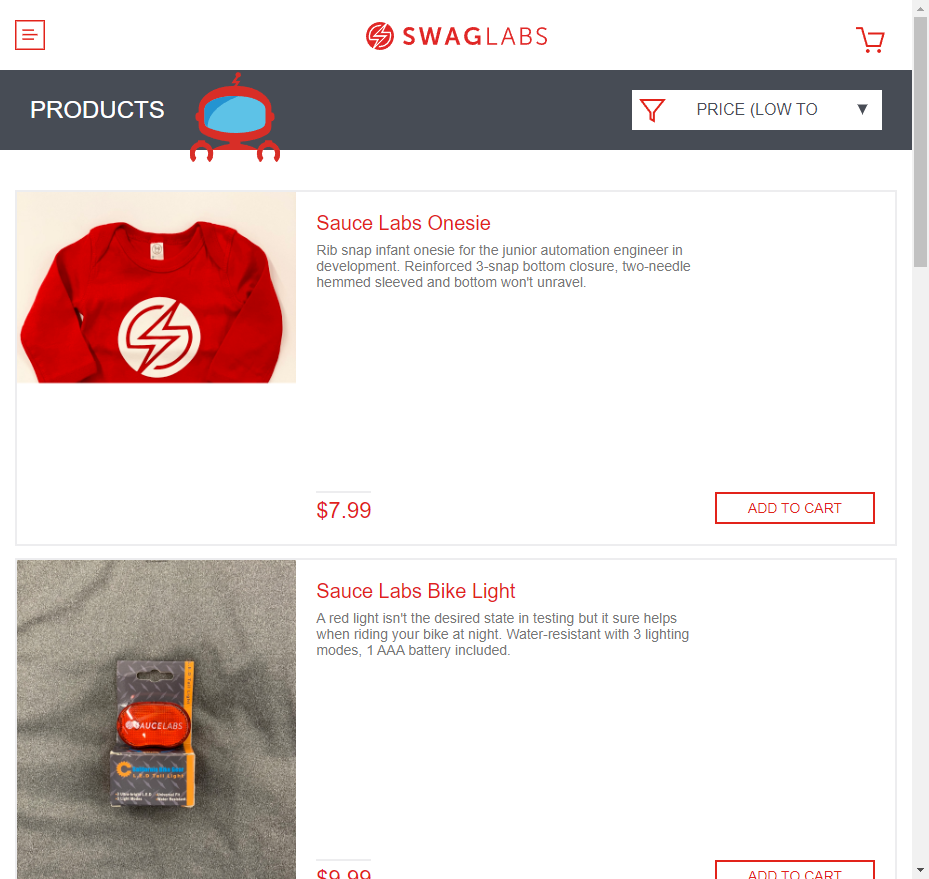 SWAGLABS
PRODUCTS
PRICE (LOW TO
Sauce Labs Onesie
Rib snap infant onesie for the junior automation engineer in
development. Reinforced 3-snap bottom closure, two-needle
hemmed sleeved and bottom won't unravel.
$7.99
ADD TO CART
Sauce Labs Bike Light
A red light isn't the desired state in testing but it sure helps
when riding your bike at night. Water-resistant with 3 lighting
modes, 1 AAA battery included.
SAUCELABS
L.E.D Tail Light
$9.99
ADD TO CART